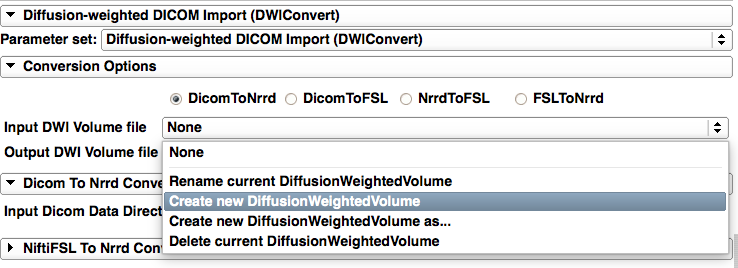 Diffusion-weighted DICOM Import (DWIConvert)
Parameter set: Diffusion-weighted DICOM Import (DWIConvert)
Conversion Options
DicomToNrrd DicomToFSL NrrdToFSL FSLToNrrd
Input DWI Volume file None
Output DWI Volume file None
Rename current DiffusionWeightedVolume
Dicom To Nrrd Conve
Create new DiffusionWeightedVolume
Input Dicom Data Direct Create new DiffusionWeightedVolume as...
Delete current DiffusionWeightedVolume
NiftiFSL To Nrrd Con